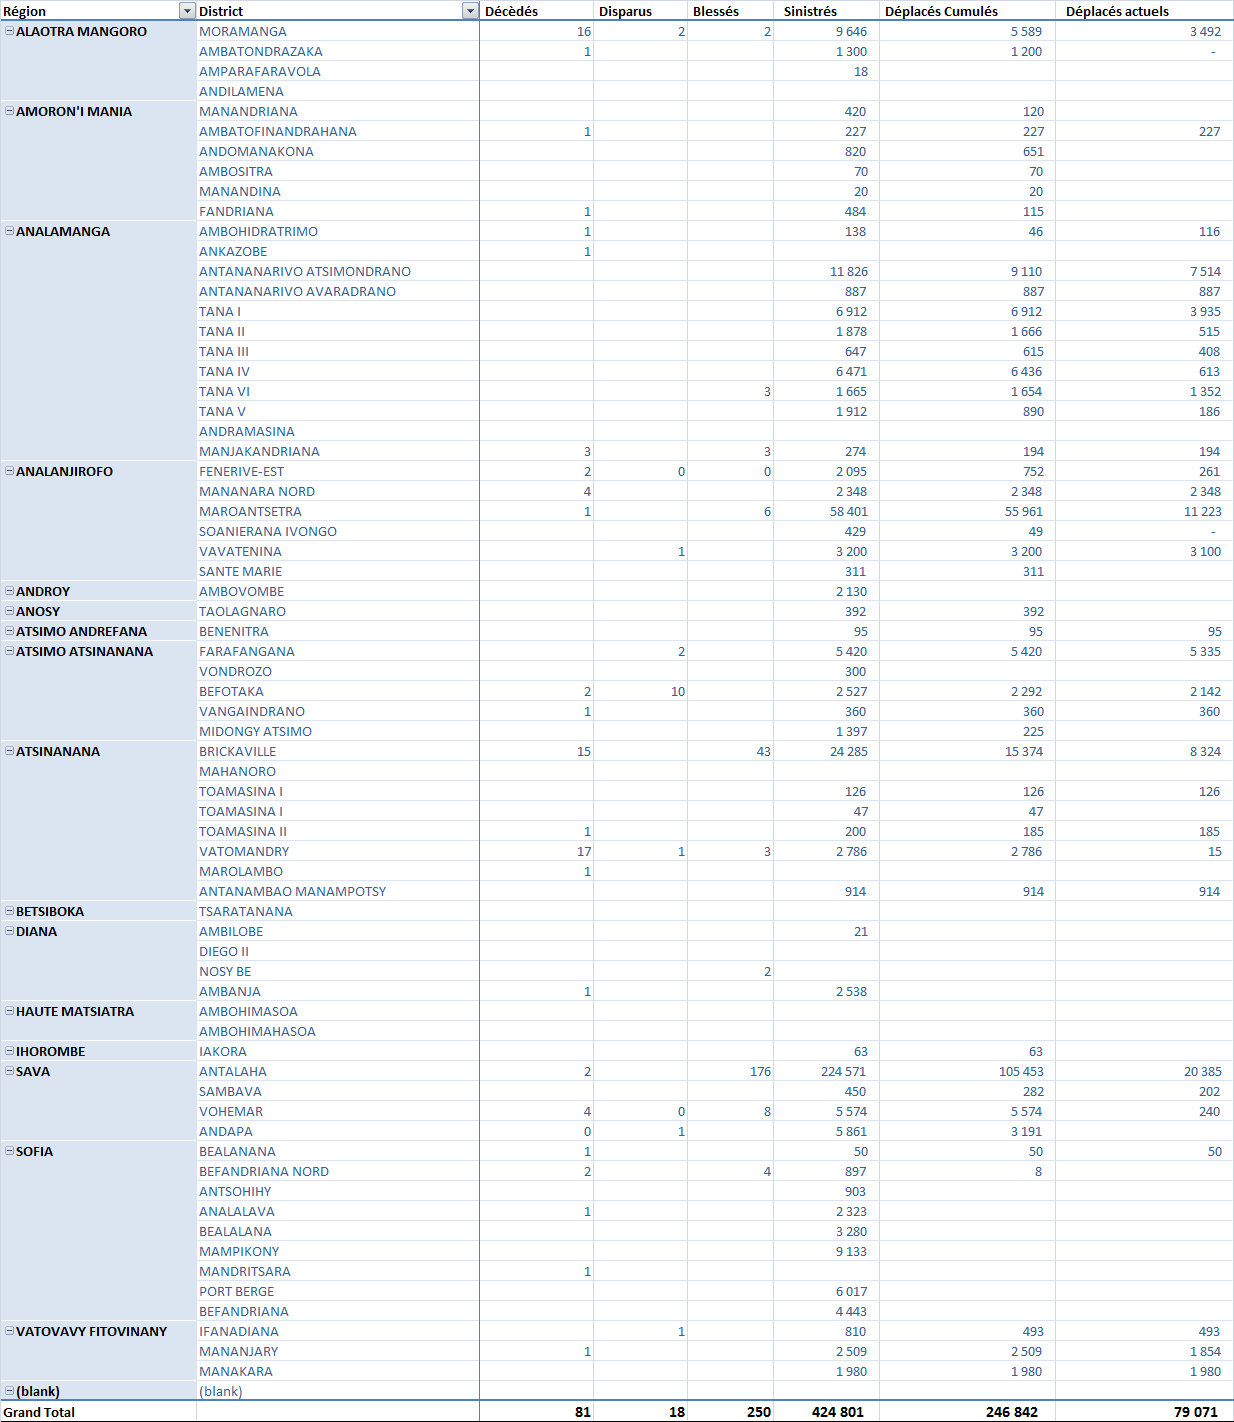 Région District Décèdés Disparus Blessés Sinistrés Déplacés Cumulés Déplacés actuels
ALAOTRA MANGORO MORAMANGA 16 2 2 9 646 5 589 3 492
AMBATONDRAZAKA 1 1 300 1 200 -
AMPARAFARAVOLA 18
ANDILAMENA
AMORON'I MANIA MANANDRIANA 420 120
AMBATOFINANDRAHANA 1 227 227 227
ANDOMANAKONA 820 651
AMBOSITRA 70 70
MANANDINA 20 20
FANDRIANA 1 484 115
ANALAMANGA AMBOHIDRATRIMO 1 138 46 116
ANKAZOBE 1
ANTANANARIVO ATSIMONDRANO 11 826 9 110 7 514
ANTANANARIVO AVARADRANO 887 887 887
TANA I 6 912 6 912 3 935
TANA II 1 878 1 666 515
TANA III 647 615 408
TANA IV 6 471 6 436 613
TANA VI 3 1 665 1 654 1 352
TANA V 1 912 890 186
ANDRAMASINA
MANJAKANDRIANA 3 3 274 194 194
ANALANJIROFO FENERIVE-EST 2 0 0 2 095 752 261
MANANARA NORD 4 2 348 2 348 2 348
MAROANTSETRA 1 6 58 401 55 961 11 223
SOANIERANA IVONGO 429 49 -
VAVATENINA 1 3 200 3 200 3 100
SANTE MARIE 311 311
ANDROY AMBOVOMBE 2 130
ANOSY TAOLAGNARO 392 392
ATSIMO ANDREFANA BENENITRA 95 95 95
ATSIMO ATSINANANA FARAFANGANA 2 5 420 5 420 5 335
VONDROZO 300
BEFOTAKA 2 10 2 527 2 292 2 142
VANGAINDRANO 1 360 360 360
MIDONGY ATSIMO 1 397 225
ATSINANANA BRICKAVILLE 15 43 24 285 15 374 8 324
MAHANORO
TOAMASINA I 126 126 126
TOAMASINA I 47 47
TOAMASINA II 1 200 185 185
VATOMANDRY 17 1 3 2 786 2 786 15
MAROLAMBO 1
ANTANAMBAO MANAMPOTSY 914 914 914
BETSIBOKA TSARATANANA
DIANA AMBILOBE 21
DIEGO II
NOSY BE 2
AMBANJA 1 2 538
HAUTE MATSIATRA AMBOHIMASOA
AMBOHIMAHASOA
IHOROMBE IAKORA 63 63
SAVA ANTALAHA 2 176 224 571 105 453 20 385
SAMBAVA 450 282 202
VOHEMAR 4 0 8 5 574 5 574 240
ANDAPA 0 1 5 861 3 191
SOFIA BEALANANA 1 50 50 50
BEFANDRIANA NORD 2 4 897 8
ANTSOHIHY 903
ANALALAVA 1 2 323
BEALALANA 3 280
MAMPIKONY 9 133
MANDRITSARA 1
PORT BERGE 6 017
BEFANDRIANA 4 443
VATOVAVY FITOVINANY IFANADIANA 1 810 493 493
MANANJARY 1 2 509 2 509 1 854
MANAKARA 1 980 1 980 1 980
(blank) (blank)
Grand Total 81 18 250 424 801 246 842 79 071